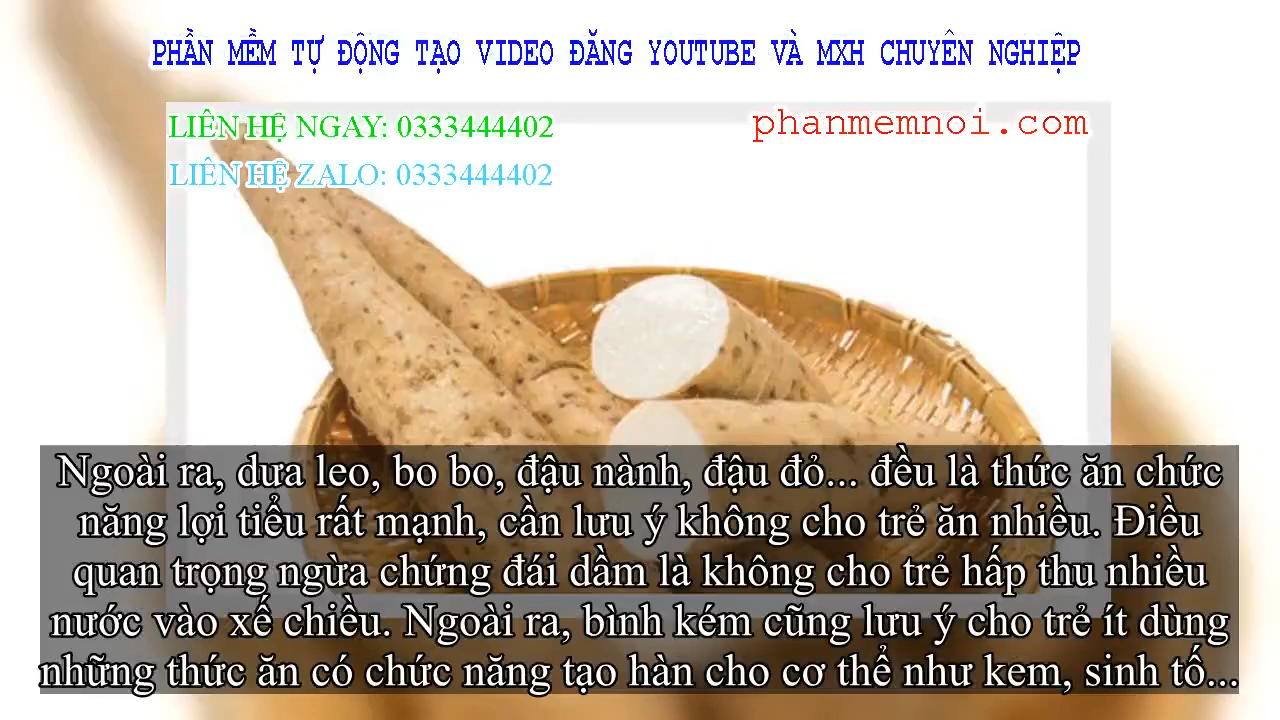 PHẦN MỀM TỰ ĐỘNG TẠO VIDEO ĐĂNG YOUTUBE VÀ MXH CHUYÊN NGHIỆP
LIÊN HỆ NGAY: 0333444402
phanmemnoi.com
LIÊN HỆ ZALO: 0333444402
Ngoài ra, dưa leo, bo bo, đậu nành, đậu đỏ... đều là thức ăn chức
năng lợi tiểu rất mạnh, cần lưu ý không cho trẻ ăn nhiều. Điều
quan trọng ngừa chứng đái dầm là không cho trẻ hấp thu nhiều
nước vào xế chiều. Ngoài ra, bình kém cũng lưu ý cho trẻ ít dùng
những thức ăn có chức năng tạo hàn cho cơ thể như kem, sinh tố...